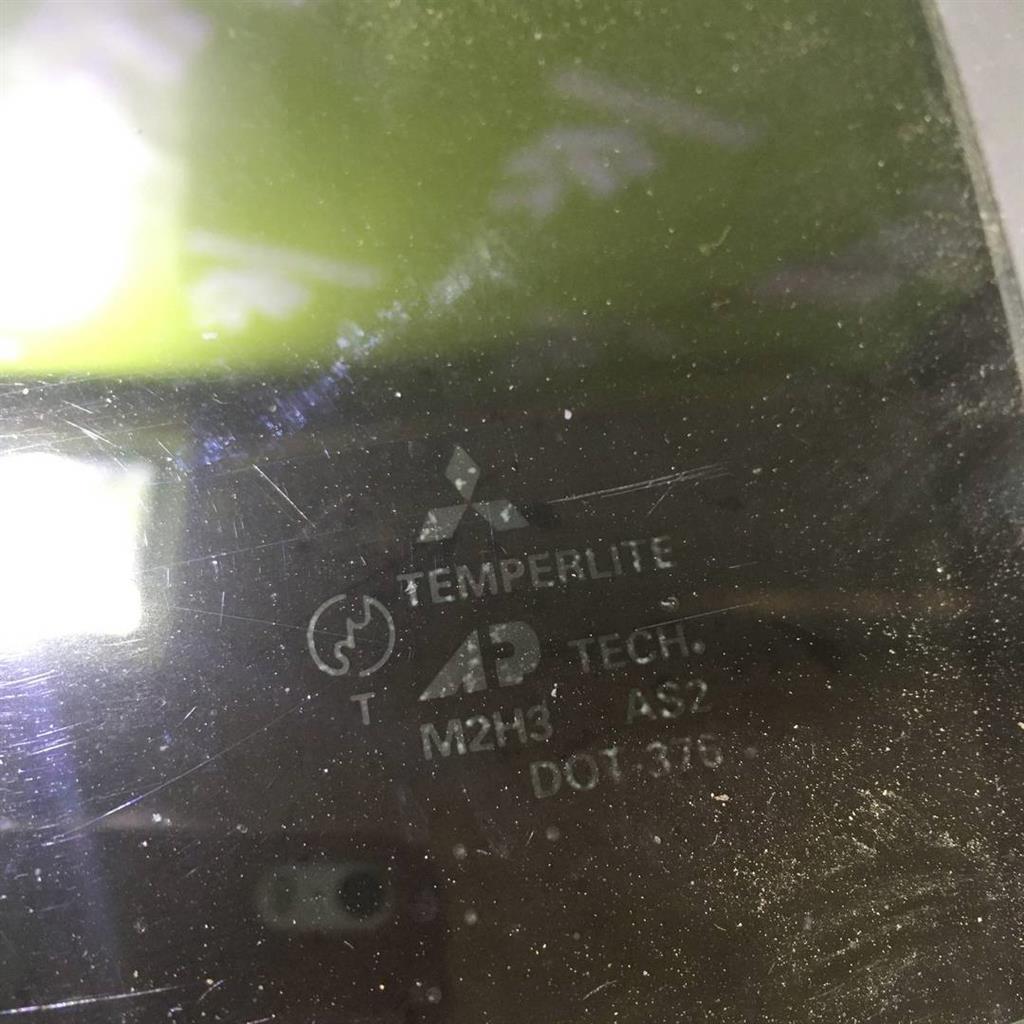 TEMPERLITE
AP TECH.
T
M2H3 AS2
DOT-376